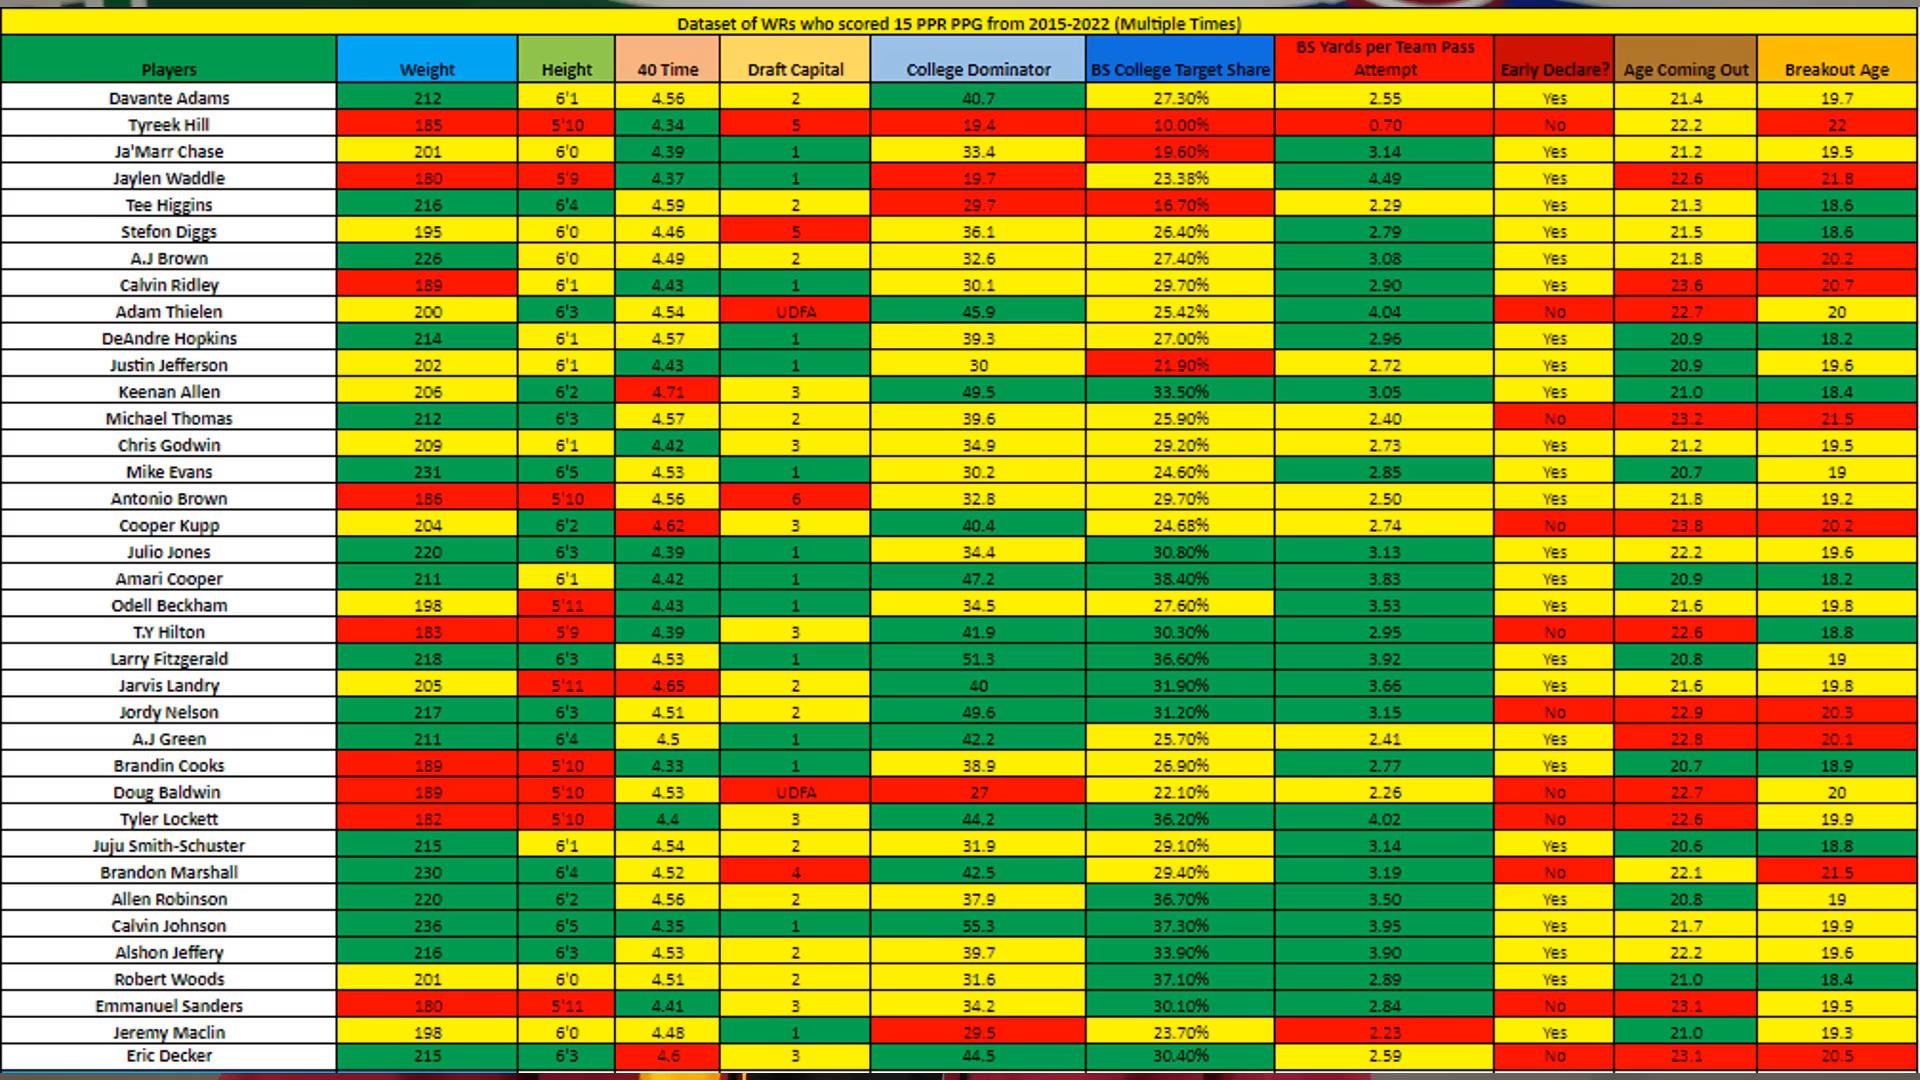 Dataset of WRs who scored 15 PPR PPG from 2015-2022 (Multiple Times)
Players Weight Height 40 Time Draft Capital College Dominator BS College Target Share BS Yards per Team Pass Attempt Early Declare? Age Coming Out Breakout Age
Davante Adams 212 6'1 4.56 2 40.7 27.30% 2.55 Yes 21.4 19.7
Tyreek Hill 185 5'10 4.34 5 19.4 10.00% 0.70 No 22.2 22
Ja'Marr Chase 201 6'0 4.39 1 33.4 19.60% 3.14 Yes 21.2 19.5
Jaylen Waddle 180 5'9 4.37 1 19.7 23.38% 4.49 Yes 22.6 21.8
Tee Higgins 216 6'4 4.59 2 29.7 16.70% 2.29 Yes 21.3 18.6
Stefon Diggs 195 6'0 4.46 5 36.1 26.40% 2.79 Yes 21.5 18.6
A.J Brown 226 6'0 4.49 2 32.6 27.40% 3.08 Yes 21.8 20.2
Calvin Ridley 189 6'1 4.43 1 30.1 29.70% 2.90 Yes 23.6 20.7
Adam Thielen 200 6'3 4.54 UDFA 45.9 25.42% 4.04 No 22.7 20
DeAndre Hopkins 214 6'1 4.57 1 39.3 27.00% 2.96 Yes 20.9 18.2
Justin Jefferson 202 6'1 4.43 1 30 21.90% 2.72 Yes 20.9 19.6
Keenan Allen 206 6'2 4.71 3 49.5 33.50% 3.05 Yes 21.0 18.4
Michael Thomas 212 6'3 4.57 2 39.6 25.90% 2.40 No 23.2 21.5
Chris Godwin 209 6'1 4.42 3 34.9 29.20% 2.73 Yes 21.2 19.5
Mike Evans 231 6'5 4.53 1 30.2 24.60% 2.85 Yes 20.7 19
Antonio Brown 186 5'10 4.56 6 32.8 29.70% 2.50 Yes 21.8 19.2
Cooper Kupp 204 6'2 4.62 3 40.4 24.68% 2.74 No 23.8 20.2
Julio Jones 220 6'3 4.39 1 34.4 30.80% 3.13 Yes 22.2 19.6
Amari Cooper 211 6'1 4.42 1 47.2 38.40% 3.83 Yes 20.9 18.2
Odell Beckham 198 5'11 4.43 1 34.5 27.60% 3.53 Yes 21.6 19.8
T.Y Hilton 183 5'9 4.39 3 41.9 30.30% 2.95 No 22.6 18.8
Larry Fitzgerald 218 6'3 4.53 1 51.3 36.60% 3.92 Yes 20.8 19
Jarvis Landry 205 5'11 4.65 2 40 31.90% 3.66 Yes 21.6 19.8
Jordy Nelson 217 6'3 4.51 2 49.6 31.20% 3.15 No 22.9 20.3
A.J Green 211 6'4 4.5 1 42.2 25.70% 2.41 Yes 22.8 20.1
Brandin Cooks 189 5'10 4.33 1 38.9 26.90% 2.77 Yes 20.7 18.9
Doug Baldwin 189 5'10 4.53 UDFA 27 22.10% 2.26 No 22.7 20
Tyler Lockett 182 5'10 4.4 3 44.2 36.20% 4.02 No 22.6 19.9
Juju Smith-Schuster 215 6'1 4.54 2 31.9 29.10% 3.14 Yes 20.6 18.8
Brandon Marshall 230 6'4 4.52 4 42.5 29.40% 3.19 No 22.1 21.5
Allen Robinson 220 6'2 4.56 2 37.9 36.70% 3.50 Yes 20.8 19
Calvin Johnson 236 6'5 4.35 1 55.3 37.30% 3.95 Yes 21.7 19.9
Alshon Jeffery 216 6'3 4.53 2 39.7 33.90% 3.90 Yes 22.2 19.6
Robert Woods 201 6'0 4.51 2 31.6 37.10% 2.89 Yes 21.0 18.4
Emmanuel Sanders 180 5'11 4.41 3 34.2 30.10% 2.84 No 23.1 19.5
Jeremy Maclin 198 6'0 4.48 1 29.5 23.70% 2.23 Yes 21.0 19.3
Eric Decker 215 6'3 4.6 3 44.5 30.40% 2.59 No 23.1 20.5